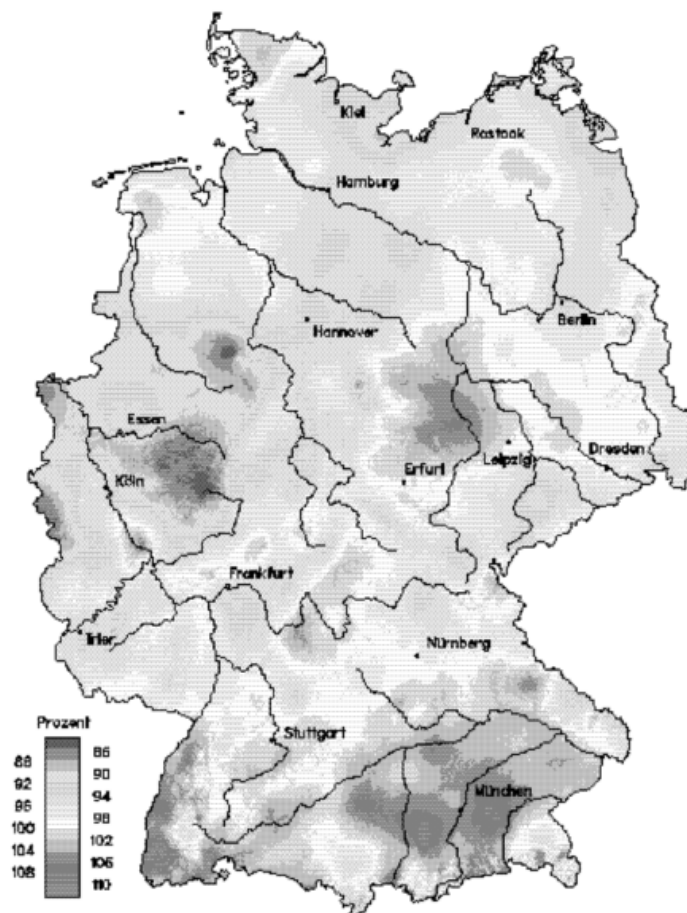 Kiel
Rostock
Hamburg
Berlin
Hannover
Essen
Leipzig
Dresden
Köln
Erfurt
Frankfurt
Trier
Nürnberg
Prozent
Stuttgart
88 86
92 90
96 94
100 98
104 102
108 106
110
München